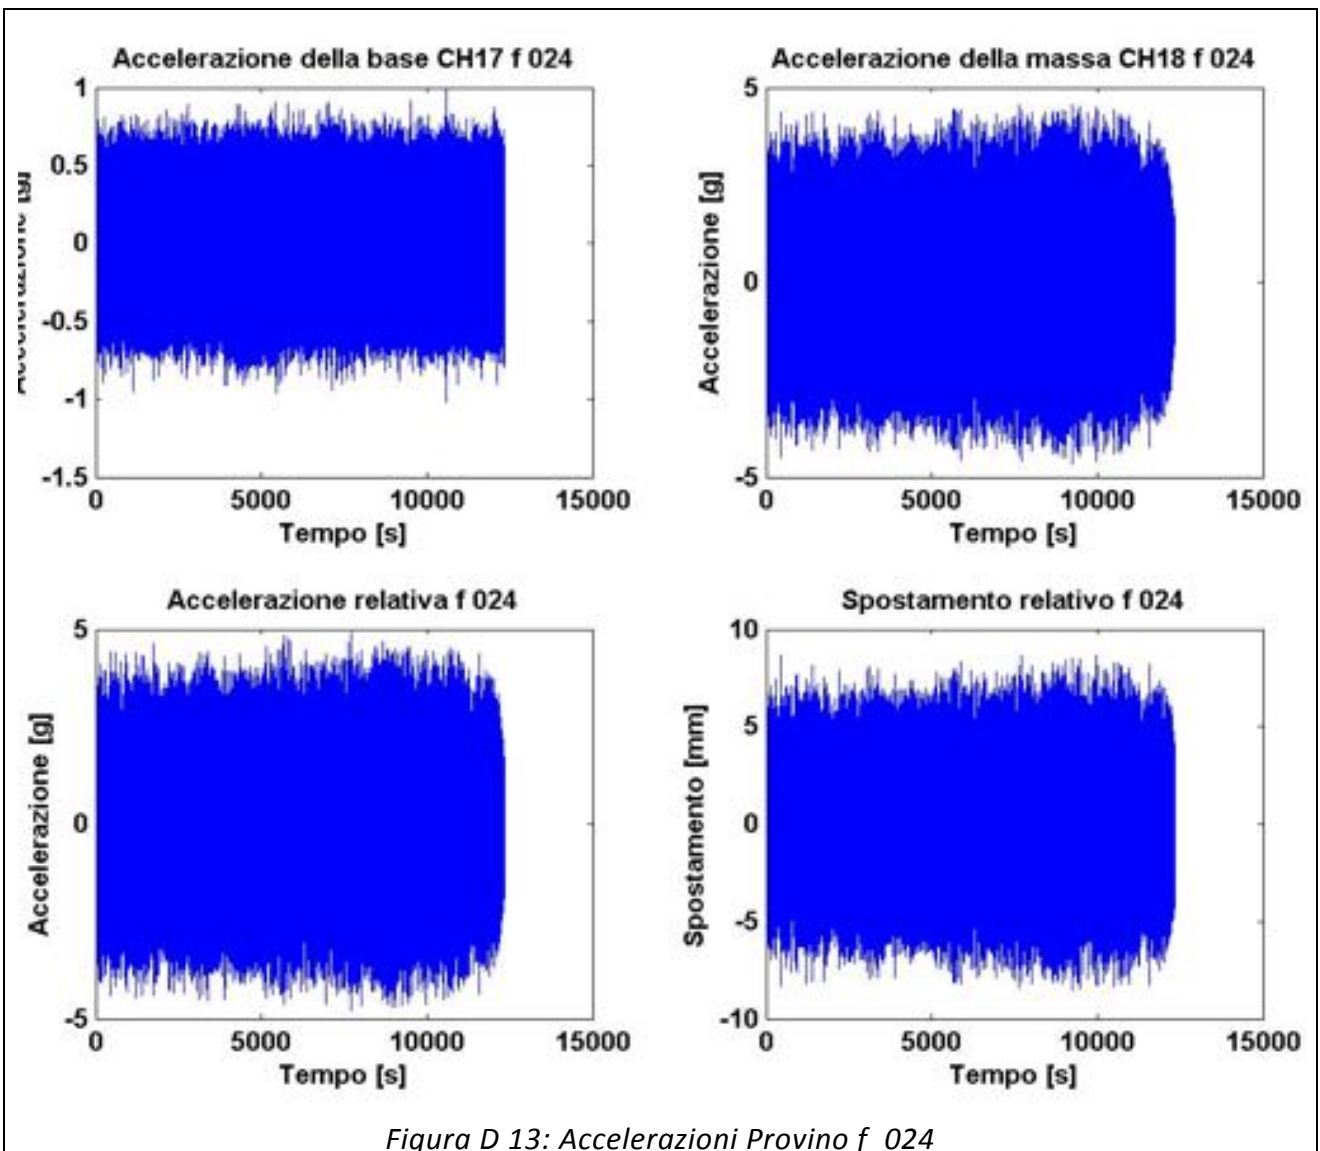 Accelerazione della base CH17 f 024
1
0.5
0
-0.5
-1
-1.5
Accelerazione [g]
0 5000 10000 15000
Tempo [s]
Accelerazione della massa CH18 f 024
5
0
-5
Accelerazione [g]
0 5000 10000 15000
Tempo [s]
Accelerazione relativa f 024
5
0
-5
Accelerazione [g]
0 5000 10000 15000
Tempo [s]
Spostamento relativo f 024
10
5
0
-5
-10
Spostamento [mm]
0 5000 10000 15000
Tempo [s]
Figura D 13: Accelerazioni Provino f_024